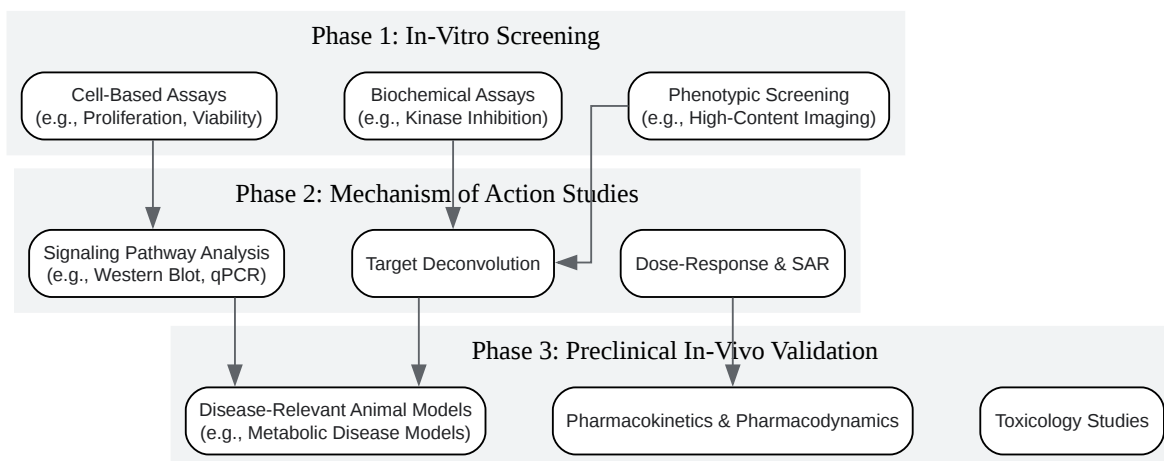 Phase 1: In-Vitro Screening
Cell-Based Assays
(e.g., Proliferation, Viability)
Biochemical Assays
(e.g., Kinase Inhibition)
Phenotypic Screening
(e.g., High-Content Imaging)
Phase 2: Mechanism of Action Studies
Signaling Pathway Analysis
(e.g., Western Blot, qPCR)
Target Deconvolution
Dose-Response & SAR
Phase 3: Preclinical In-Vivo Validation
Disease-Relevant Animal Models
(e.g., Metabolic Disease Models)
Pharmacokinetics & Pharmacodynamics
Toxicology Studies